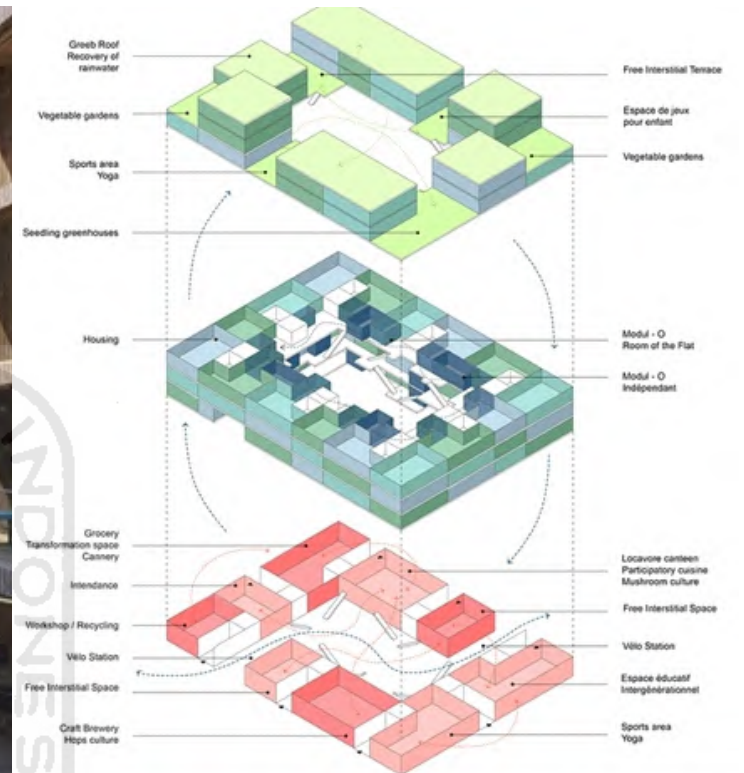 Greeb Roof
Recovery of
rainwater
Vegetable gardens
Sports area
Yoga
Seedling greenhouses
Free Interstitial Terrace
Espace de jeux
pour enfant
Vegetable gardens
Housing
Modul - O
Room of the Flat
Modul - O
Indépendant
Grocery
Transformation space
Cannery
Intendance
Workshop / Recycling
Vélo Station
Free Interstitial Space
Craft Brewery
Hops culture
Locavore canteen
Participatory cuisine
Mushroom culture
Free Interstitial Space
Vélo Station
Espace éducatif
Intergénérationnel
Sports area
Yoga
INDONES